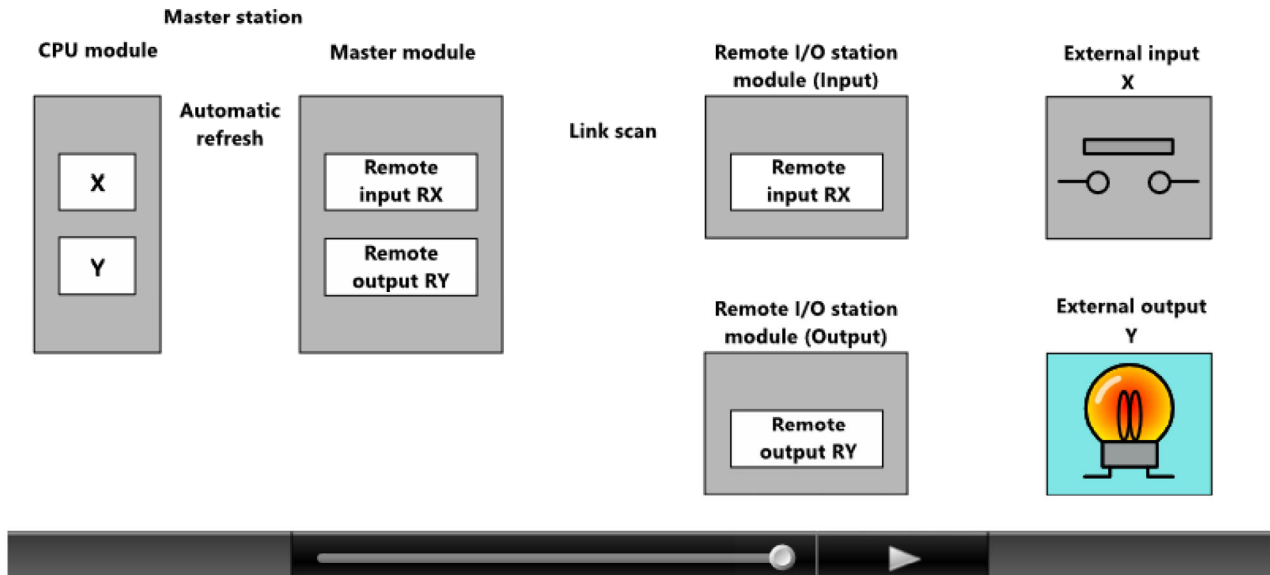 Master station
CPU module
Master module
Remote I/O station
module (Input)
External input
X
Automatic
refresh
Link scan
X
Remote
input RX
Remote
input RX
Y
Remote
output RY
Remote I/O station
module (Output)
External output
Y
Remote
output RY